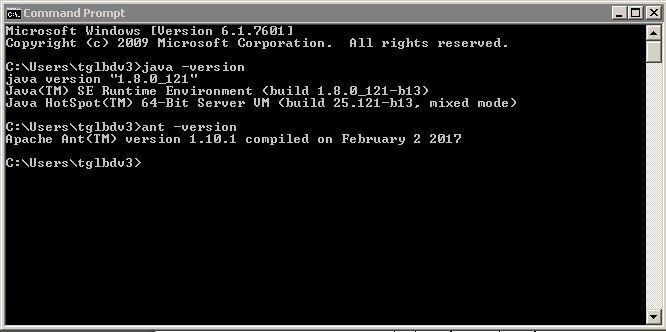 Command Prompt
Microsoft Windows [Version 6.1.7601]
Copyright (c) 2009 Microsoft Corporation.  All rights reserved.
C:\Users\tglbdv3>java -version
java version "1.8.0_121"
Java(TM) SE Runtime Environment (build 1.8.0_121-b13)
Java HotSpot(TM) 64-Bit Server VM (build 25.121-b13, mixed mode)
C:\Users\tglbdv3>ant -version
Apache Ant(TM) version 1.10.1 compiled on February 2 2017
C:\Users\tglbdv3>